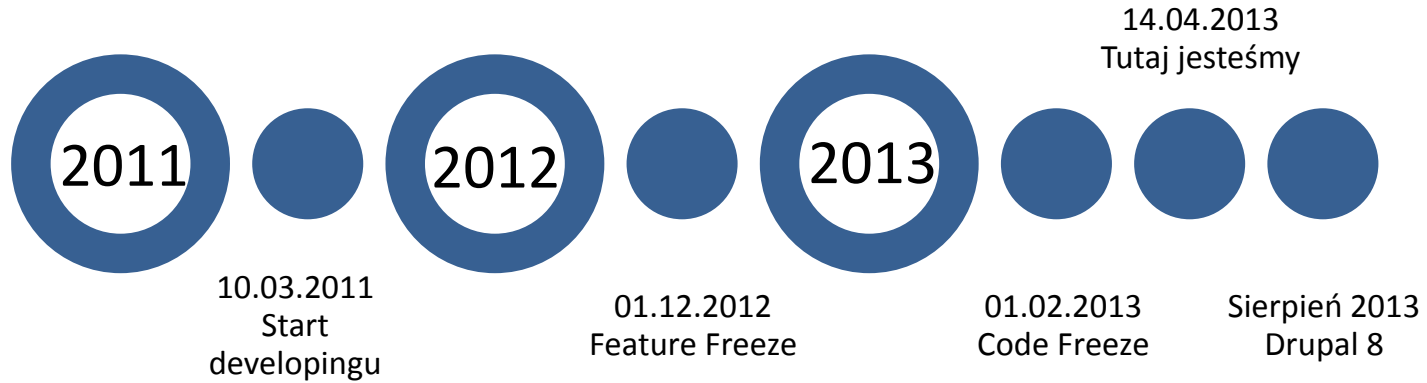 14.04.2013
Tutaj jesteśmy
2011
2012
2013
10.03.2011
Start
developingu
01.12.2012
Feature Freeze
01.02.2013
Code Freeze
Sierpień 2013
Drupal 8